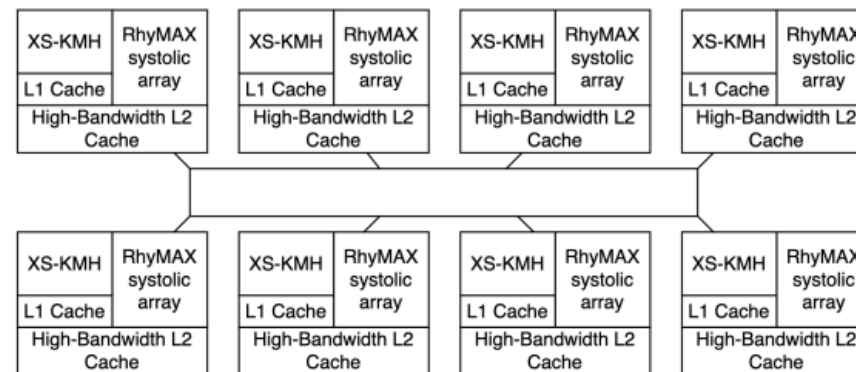 XS-KMH
RhyMAX
systolic
array
L1 Cache
High-Bandwidth L2
Cache
XS-KMH
RhyMAX
systolic
array
L1 Cache
High-Bandwidth L2
Cache
XS-KMH
RhyMAX
systolic
array
L1 Cache
High-Bandwidth L2
Cache
XS-KMH
RhyMAX
systolic
array
L1 Cache
High-Bandwidth L2
Cache
XS-KMH
RhyMAX
systolic
array
L1 Cache
High-Bandwidth L2
Cache
XS-KMH
RhyMAX
systolic
array
L1 Cache
High-Bandwidth L2
Cache
XS-KMH
RhyMAX
systolic
array
L1 Cache
High-Bandwidth L2
Cache
XS-KMH
RhyMAX
systolic
array
L1 Cache
High-Bandwidth L2
Cache